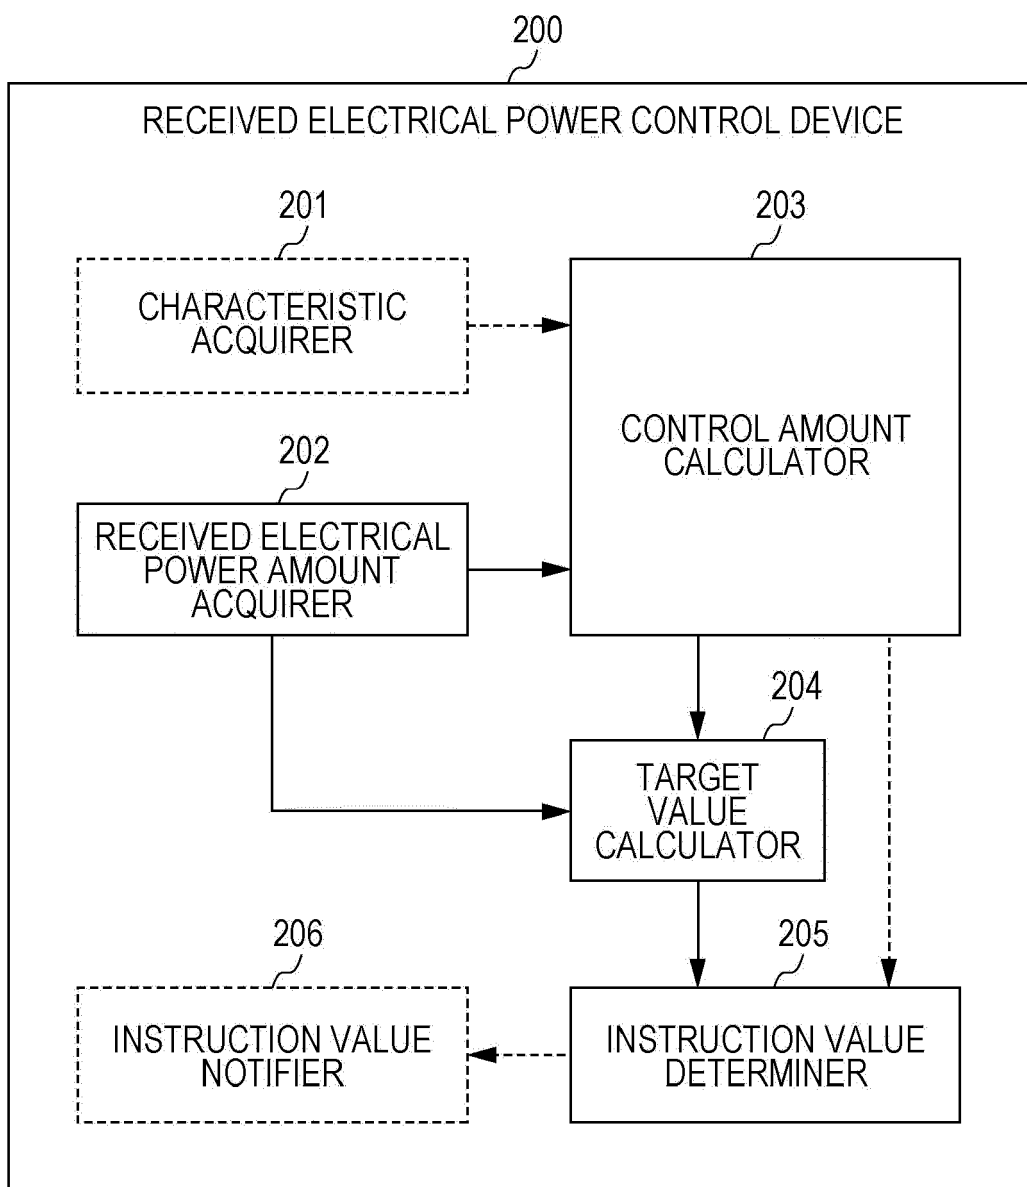 200
RECEIVED ELECTRICAL POWER CONTROL DEVICE
201
CHARACTERISTIC
ACQUIRER
203
CONTROL AMOUNT
CALCULATOR
202
RECEIVED ELECTRICAL
POWER AMOUNT
ACQUIRER
204
TARGET
VALUE
CALCULATOR
206
INSTRUCTION VALUE
NOTIFIER
205
INSTRUCTION VALUE
DETERMINER